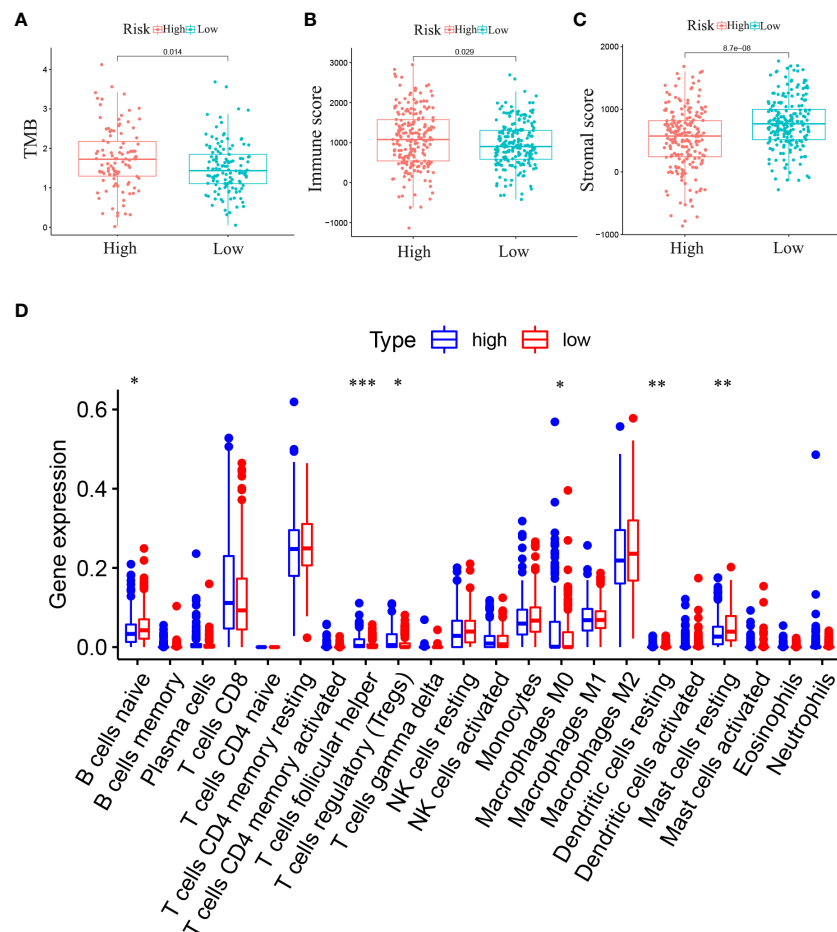 A
Risk High Low
0.014
4
3
2
1
0
TMB
High Low
B
Risk High Low
0.029
3000
2000
1000
0
−1000
Immune score
High Low
C
Risk High Low
8.7e−08
2000
1000
0
−1000
Stromal score
High Low
D
Type high low
* *** * * ** **
0.6
0.4
0.2
0.0
Gene expression
B cells naive
B cells memory
Plasma cells
T cells CD8
T cells CD4 naive
T cells CD4 memory resting
T cells CD4 memory activated
T cells follicular helper
T cells regulatory (Tregs)
T cells gamma delta
NK cells resting
NK cells activated
Monocytes
Macrophages M0
Macrophages M1
Macrophages M2
Dendritic cells resting
Dendritic cells activated
Mast cells resting
Mast cells activated
Eosinophils
Neutrophils